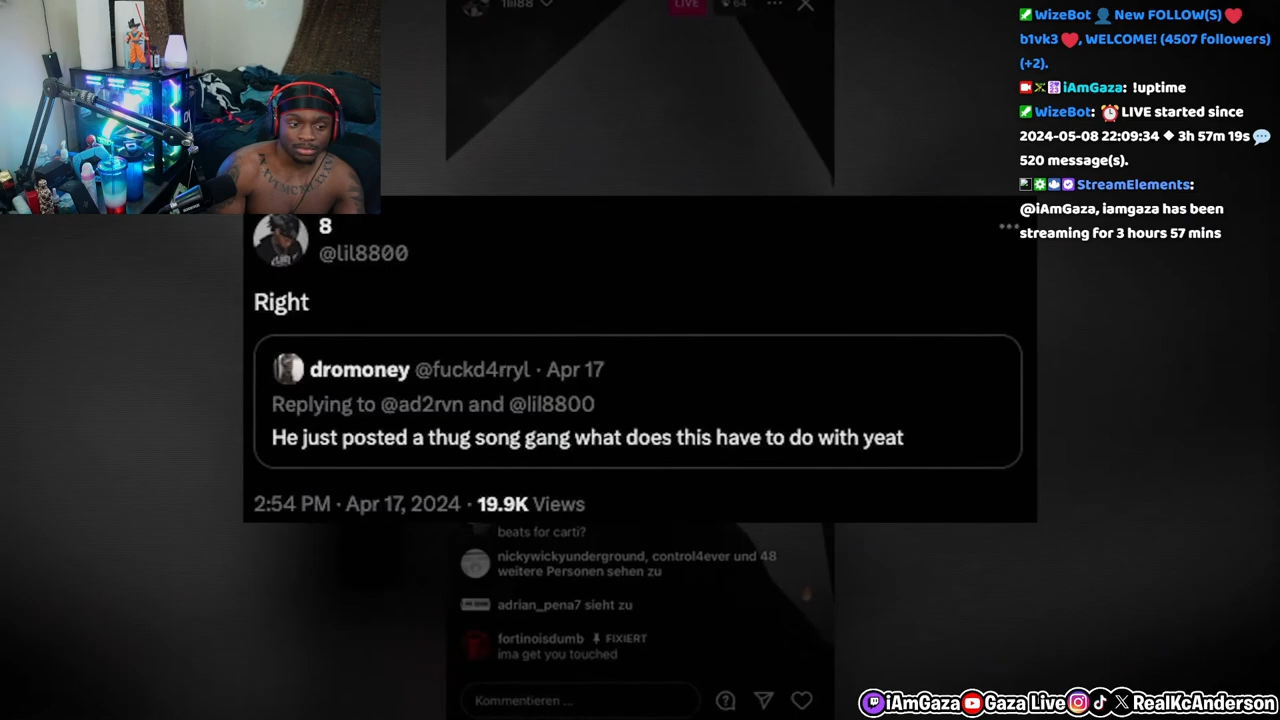 1lil88
LIVE
64
WizeBot New FOLLOW(S)
b1vk3, WELCOME! (4507 followers)
(+2).
iAmGaza: !uptime
WizeBot: LIVE started since
2024-05-08 22:09:34 ◆ 3h 57m 19s
520 message(s).
StreamElements:
@iAmGaza, iamgaza has been
streaming for 3 hours 57 mins
8
@lil8800
Right
dromoney @fuckd4rryl · Apr 17
Replying to @ad2rvn and @lil8800
He just posted a thug song gang what does this have to do with yeat
2:54 PM · Apr 17, 2024 · 19.9K Views
beats for carti?
nickywickyunderground, control4ever und 48
weitere Personen sehen zu
adrian_pena7 sieht zu
fortinoisdumb FIXIERT
ima get you touched
Kommentieren ...
iAmGaza Gaza Live RealKcAnderson